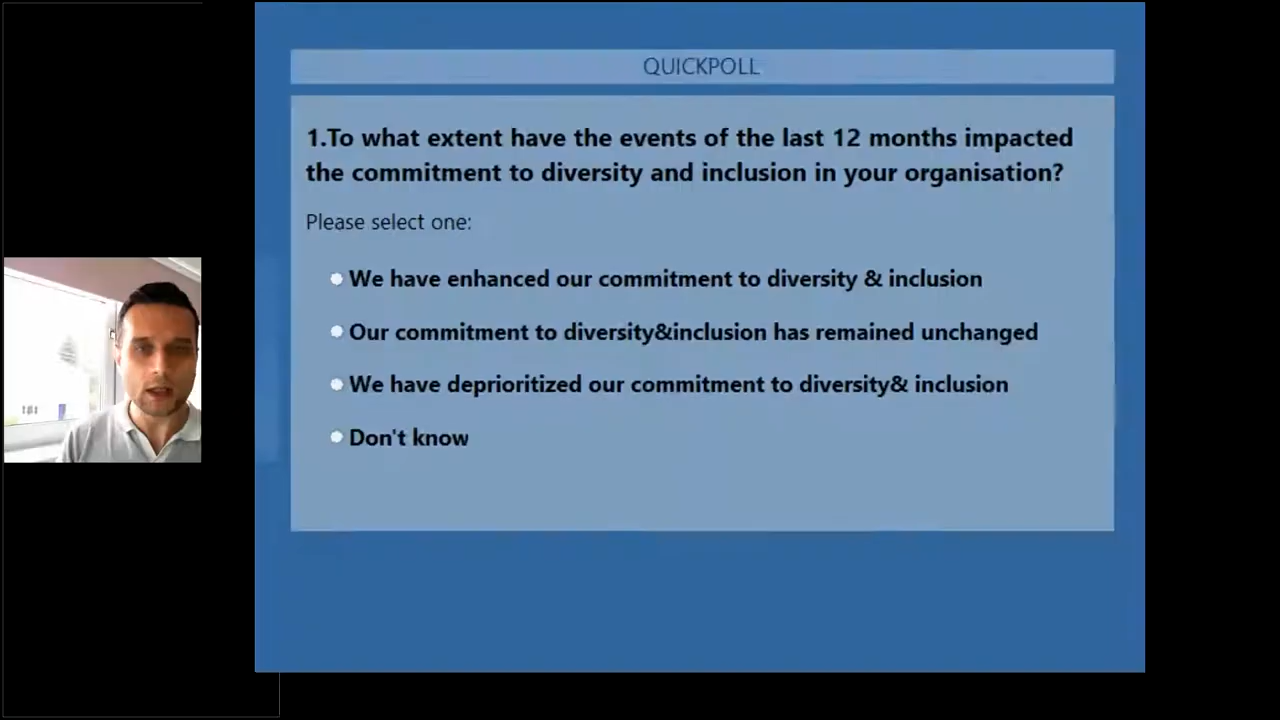 QUICKPOLL
1.To what extent have the events of the last 12 months impacted
the commitment to diversity and inclusion in your organisation?
Please select one:
We have enhanced our commitment to diversity & inclusion
Our commitment to diversity&inclusion has remained unchanged
We have deprioritized our commitment to diversity& inclusion
Don't know